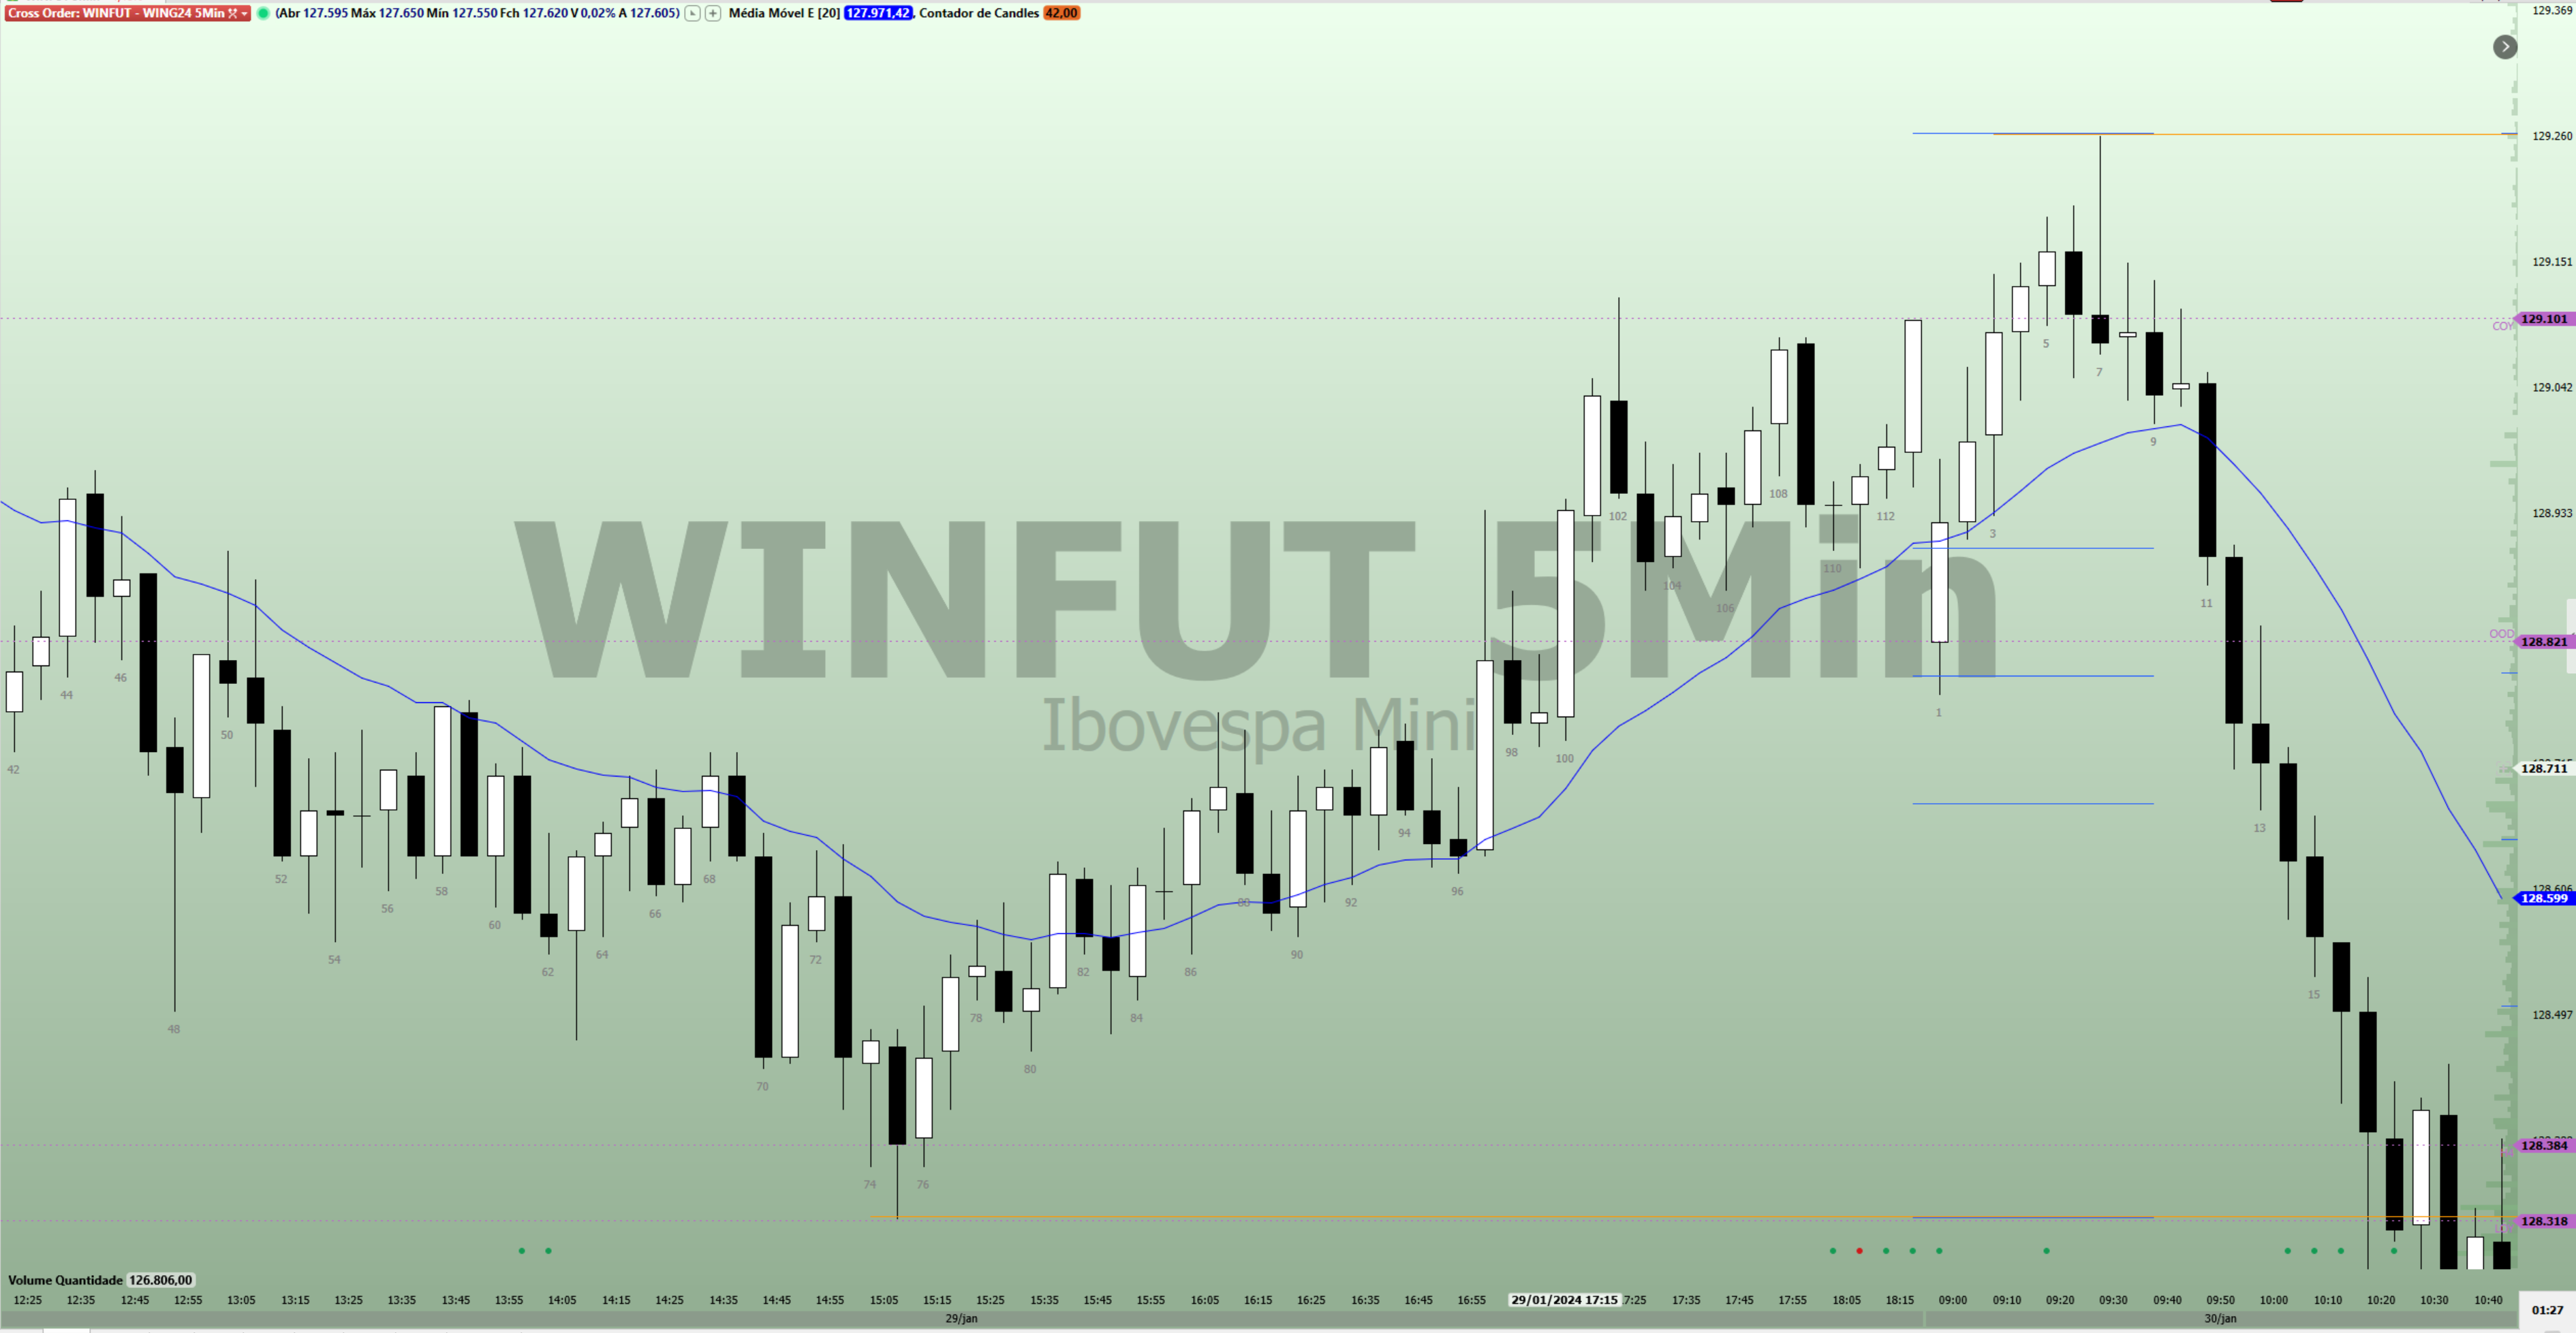 Cross Order: WINFUT - WING24 5Min (Abr 127.595 Máx 127.650 Mín 127.550 Fch 127.620 V 0,02% A 127.605) Média Móvel E [20] 127.971,42, Contador de Candles 42,00
129.369
129.260
129.151
COY 129.101
129.042
128.933
OOD 128.821
128.711
128.606
128.599
128.497
128.384
128.318
WINFUT 5Min
Ibovespa Mini
42 44 46 48 50 52 54 56 58 60 62 64 66 68 70 72 74 76 78 80 82 84 86 88 90 92 94 96 98 100 102 104 106 108 110 112 1 3 5 7 9 11 13 15
Volume Quantidade 126.806,00
12:25 12:35 12:45 12:55 13:05 13:15 13:25 13:35 13:45 13:55 14:05 14:15 14:25 14:35 14:45 14:55 15:05 15:15 15:25 15:35 15:45 15:55 16:05 16:15 16:25 16:35 16:45 16:55 29/01/2024 17:15 7:25 17:35 17:45 17:55 18:05 18:15 09:00 09:10 09:20 09:30 09:40 09:50 10:00 10:10 10:20 10:30 10:40
01:27
29/jan 30/jan